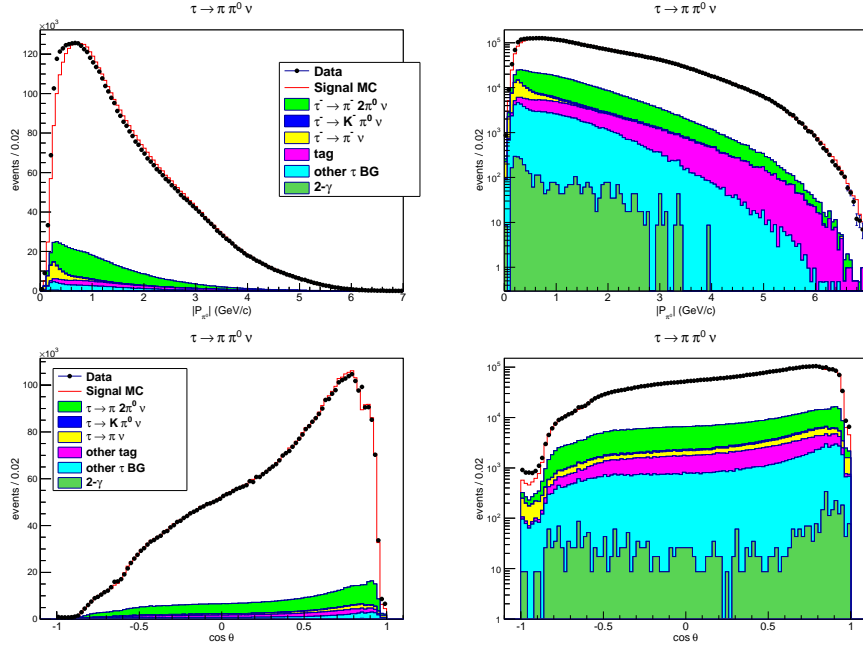 τ→π π⁰ ν
×10³
120
100
80
60
40
20
0
events / 0.02
Data
Signal MC
τ⁻→ π⁻ 2π⁰ ν
τ⁻→ K⁻ π⁰ ν
τ⁻→ π⁻ ν
tag
other τ BG
2-γ
0 1 2 3 4 5 6 7
|P_π⁰| (GeV/c)
τ→π π⁰ ν
10⁵
10⁴
10³
10²
10
1
events / 0.02
0 1 2 3 4 5 6
|P_π⁰| (GeV/c)
τ→π π⁰ ν
×10³
100
80
60
40
20
0
events / 0.02
Data
Signal MC
τ→ π 2π⁰ ν
τ→ K π⁰ ν
τ→ π ν
other tag
other τ BG
2-γ
-1 -0.5 0 0.5 1
cos θ
τ→π π⁰ ν
10⁵
10⁴
10³
10²
10
1
events / 0.02
-1 -0.5 0 0.5 1
cos θ